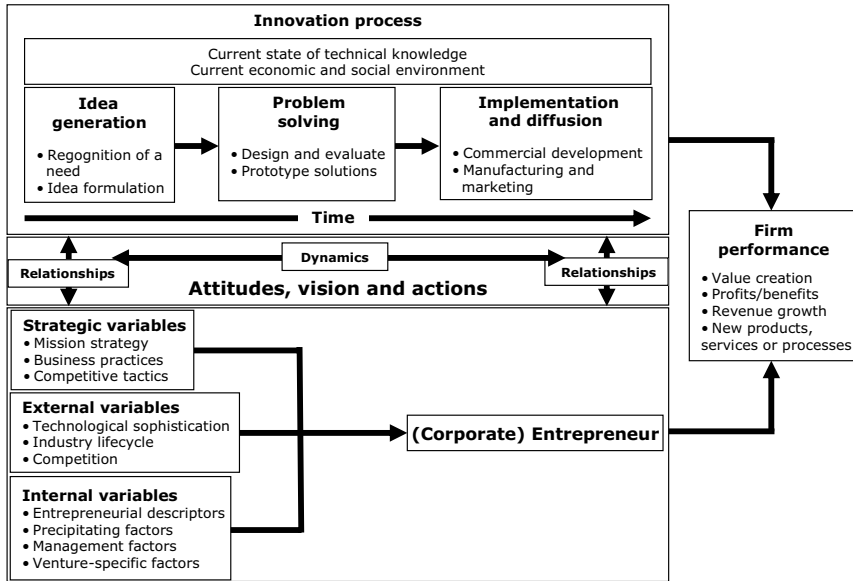 Innovation process
Current state of technical knowledge
Current economic and social environment
Idea
generation
• Regognition of a
need
• Idea formulation
Problem
solving
• Design and evaluate
• Prototype solutions
Implementation
and diffusion
• Commercial development
• Manufacturing and
marketing
Time
Relationships
Dynamics
Relationships
Attitudes, vision and actions
Strategic variables
• Mission strategy
• Business practices
• Competitive tactics
External variables
• Technological sophistication
• Industry lifecycle
• Competition
Internal variables
• Entrepreneurial descriptors
• Precipitating factors
• Management factors
• Venture-specific factors
(Corporate) Entrepreneur
Firm
performance
• Value creation
• Profits/benefits
• Revenue growth
• New products,
services or processes